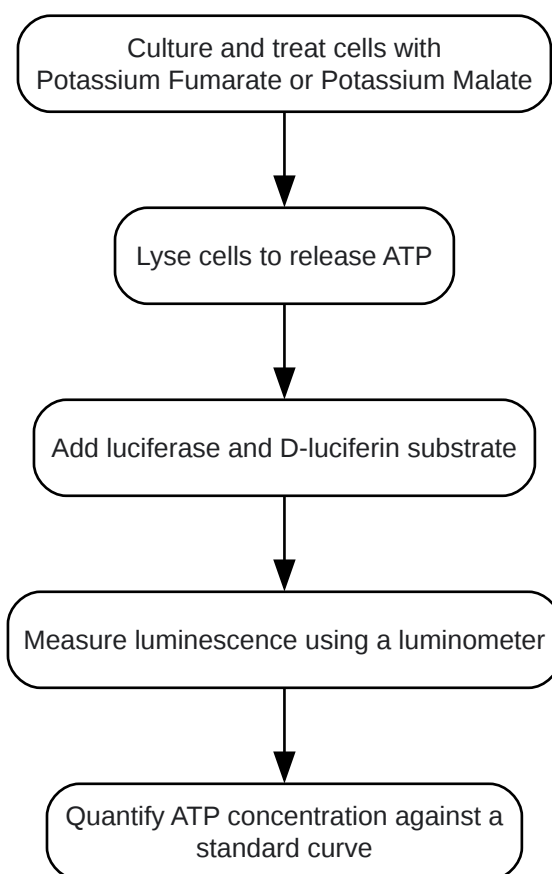 Culture and treat cells with
Potassium Fumarate or Potassium Malate
Lyse cells to release ATP
Add luciferase and D-luciferin substrate
Measure luminescence using a luminometer
Quantify ATP concentration against a
standard curve